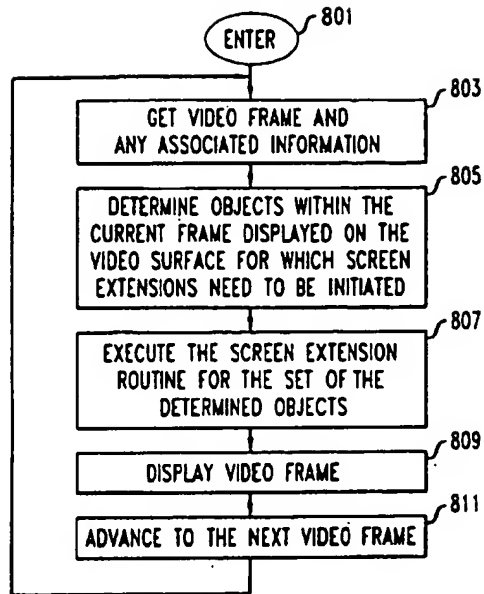 801
ENTER
803
GET VIDEO FRAME AND
ANY ASSOCIATED INFORMATION
805
DETERMINE OBJECTS WITHIN THE
CURRENT FRAME DISPLAYED ON THE
VIDEO SURFACE FOR WHICH SCREEN
EXTENSIONS NEED TO BE INITIATED
807
EXECUTE THE SCREEN EXTENSION
ROUTINE FOR THE SET OF THE
DETERMINED OBJECTS
809
DISPLAY VIDEO FRAME
811
ADVANCE TO THE NEXT VIDEO FRAME